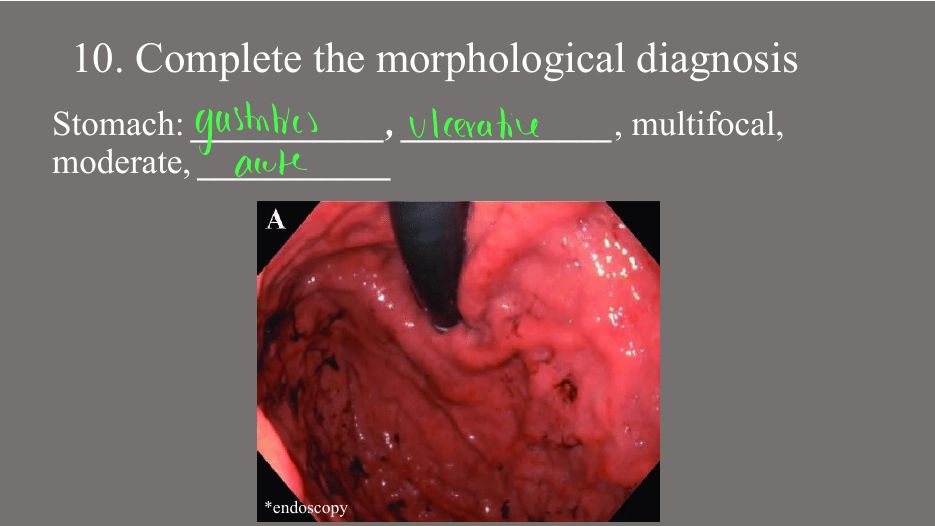 10. Complete the morphological diagnosis
Stomach: gastritis, ulcerative, multifocal,
moderate, acute
A
*endoscopy